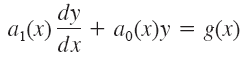 a₁(x) dy/dx + a₀(x)y = g(x)